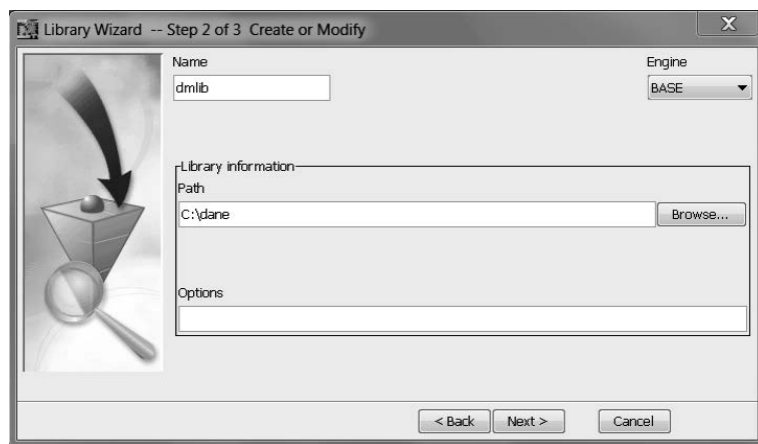 Library Wizard -- Step 2 of 3 Create or Modify
X
Name
Engine
dmlib
BASE
Library information
Path
C:\dane
Browse...
Options
< Back
Next >
Cancel